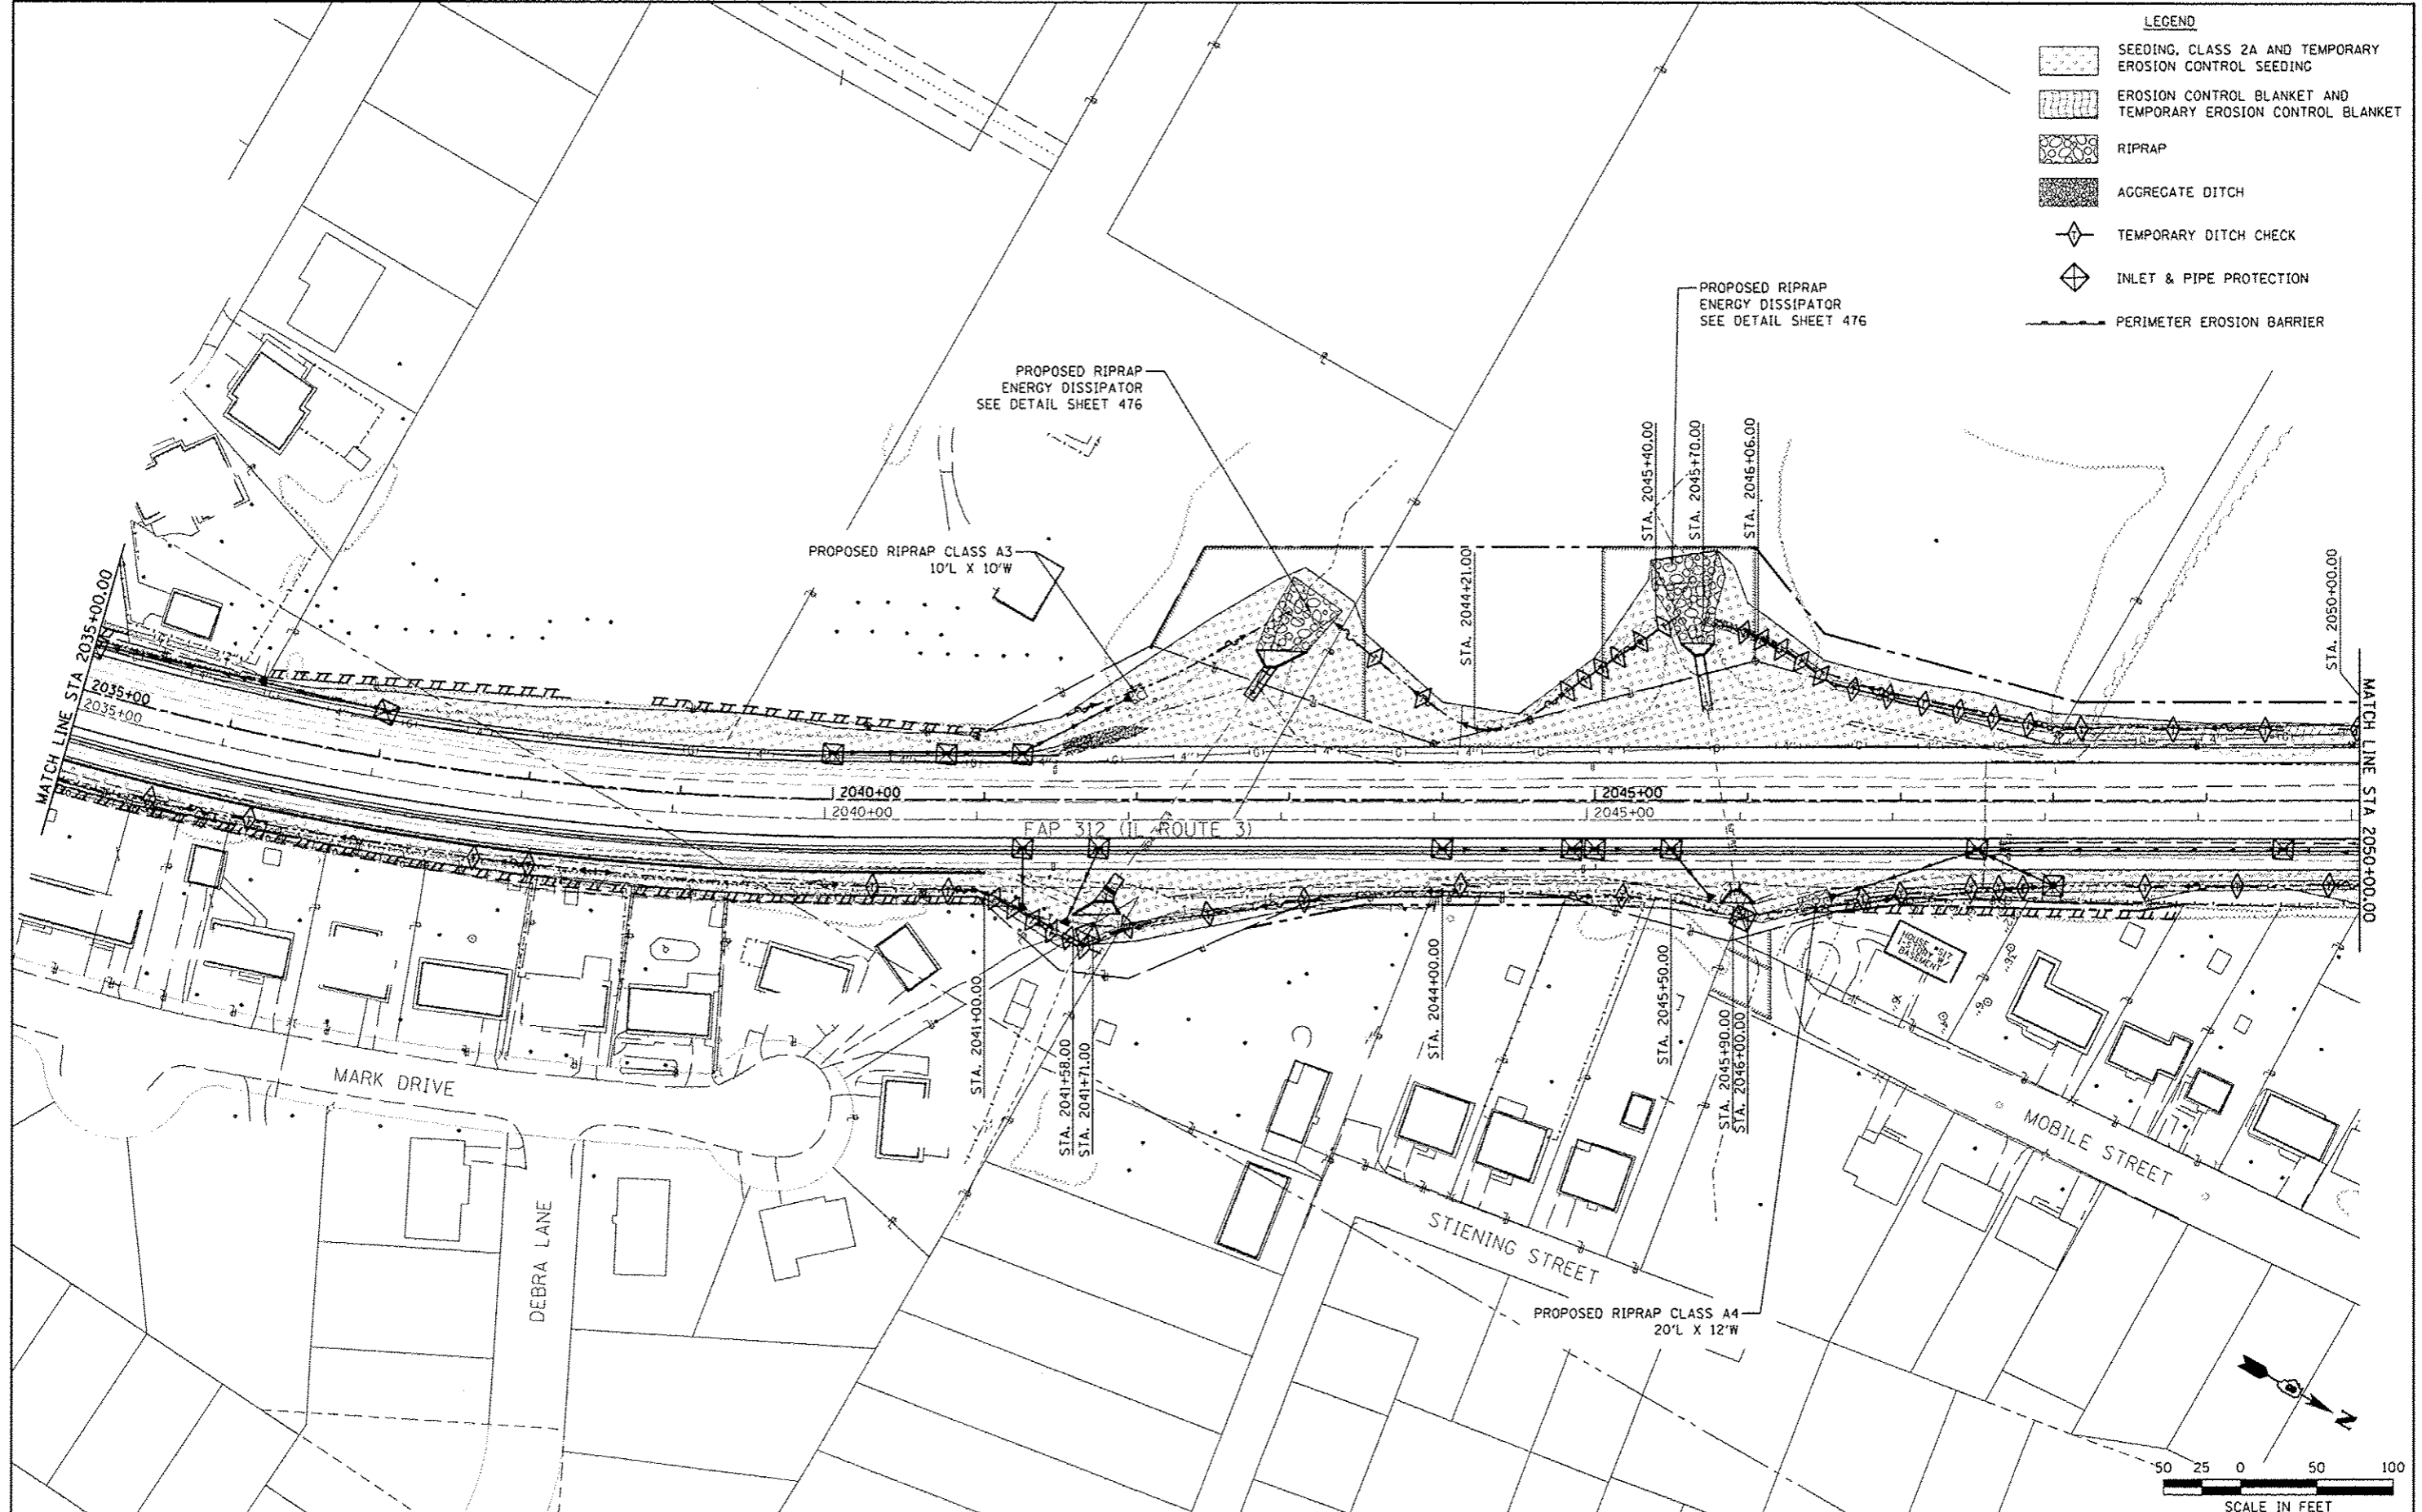 LEGEND
SEEDING, CLASS 2A AND TEMPORARY
EROSION CONTROL SEEDING
EROSION CONTROL BLANKET AND
TEMPORARY EROSION CONTROL BLANKET
RIPRAP
AGGREGATE DITCH
TEMPORARY DITCH CHECK
INLET & PIPE PROTECTION
PERIMETER EROSION BARRIER
PROPOSED RIPRAP
ENERGY DISSIPATOR
SEE DETAIL SHEET 476
PROPOSED RIPRAP
ENERGY DISSIPATOR
SEE DETAIL SHEET 476
STA. 2045+40.00
STA. 2045+70.00
STA. 2046+06.00
PROPOSED RIPRAP CLASS A3
10'L X 10'W
STA. 2044+21.00
STA. 2050+00.00
MATCH LINE STA 2035+00.00
2035+00
2035+00
2040+00
2040+00
2045+00
2045+00
FAP 312 (IL ROUTE 3)
MATCH LINE STA 2050+00.00
HOUSE #517
1-STORY W/
BASEMENT
STA. 2041+00.00
STA. 2041+58.00
STA. 2041+71.00
STA. 2044+00.00
STA. 2045+50.00
STA. 2045+90.00
STA. 2046+00.00
MARK DRIVE
DEBRA LANE
STIENING STREET
MOBILE STREET
PROPOSED RIPRAP CLASS A4
20'L X 12'W
N
50 25 0 50 100
SCALE IN FEET